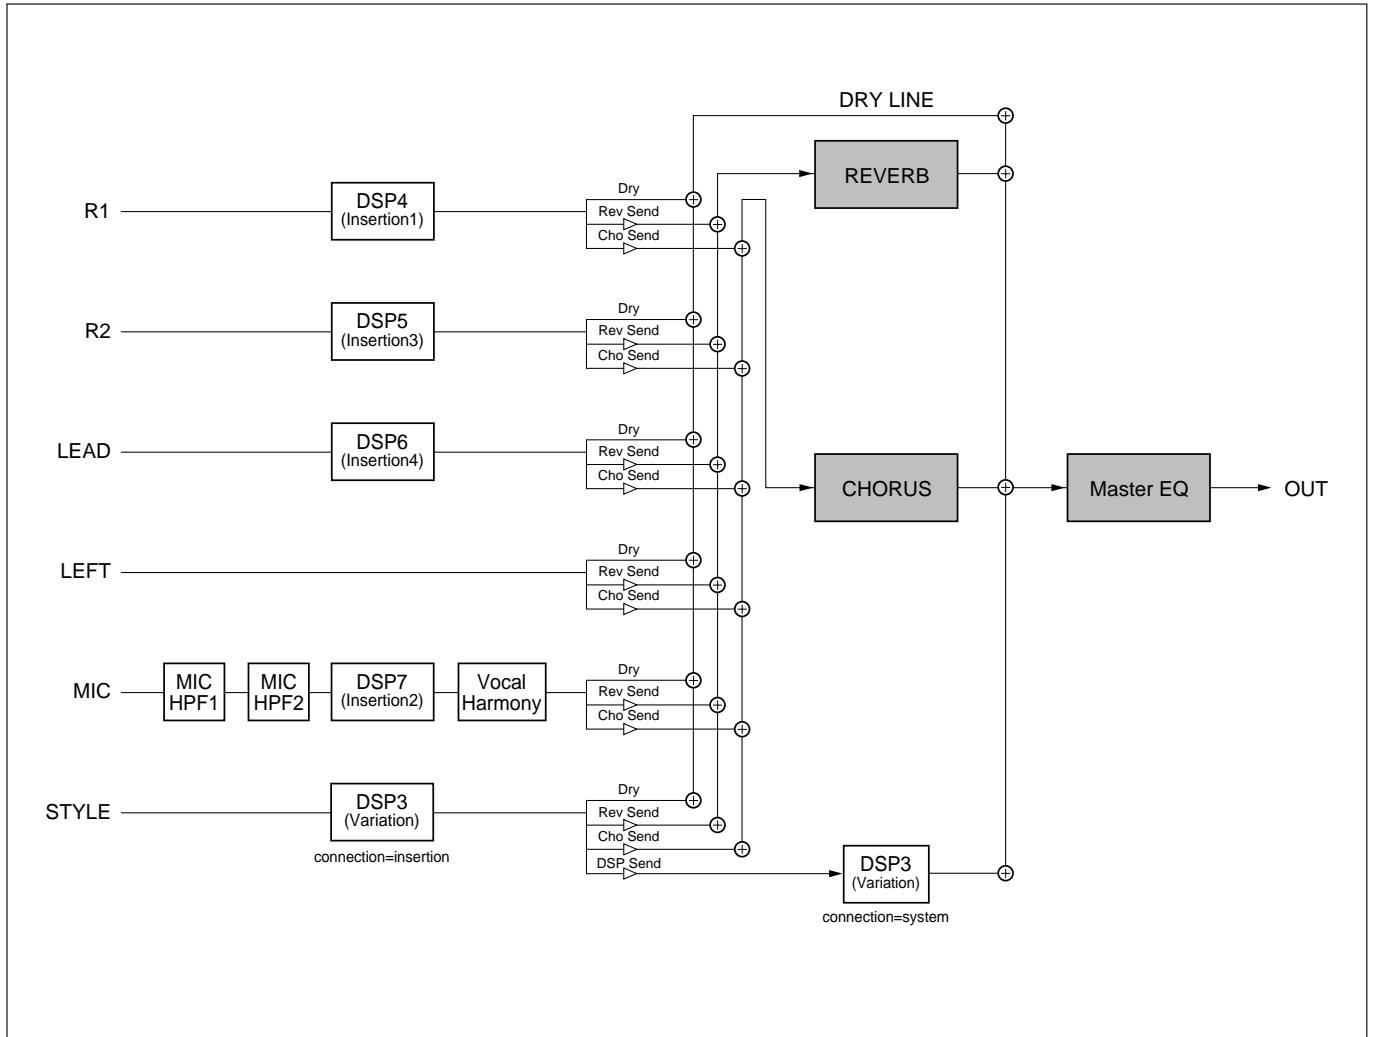 DRY LINE
REVERB
R1
DSP4
(Insertion1)
Dry
Rev Send
Cho Send
R2
DSP5
(Insertion3)
Dry
Rev Send
Cho Send
LEAD
DSP6
(Insertion4)
Dry
Rev Send
Cho Send
CHORUS
Master EQ
OUT
LEFT
Dry
Rev Send
Cho Send
MIC
MIC
HPF1
MIC
HPF2
DSP7
(Insertion2)
Vocal
Harmony
Dry
Rev Send
Cho Send
STYLE
DSP3
(Variation)
connection=insertion
Dry
Rev Send
Cho Send
DSP Send
DSP3
(Variation)
connection=system